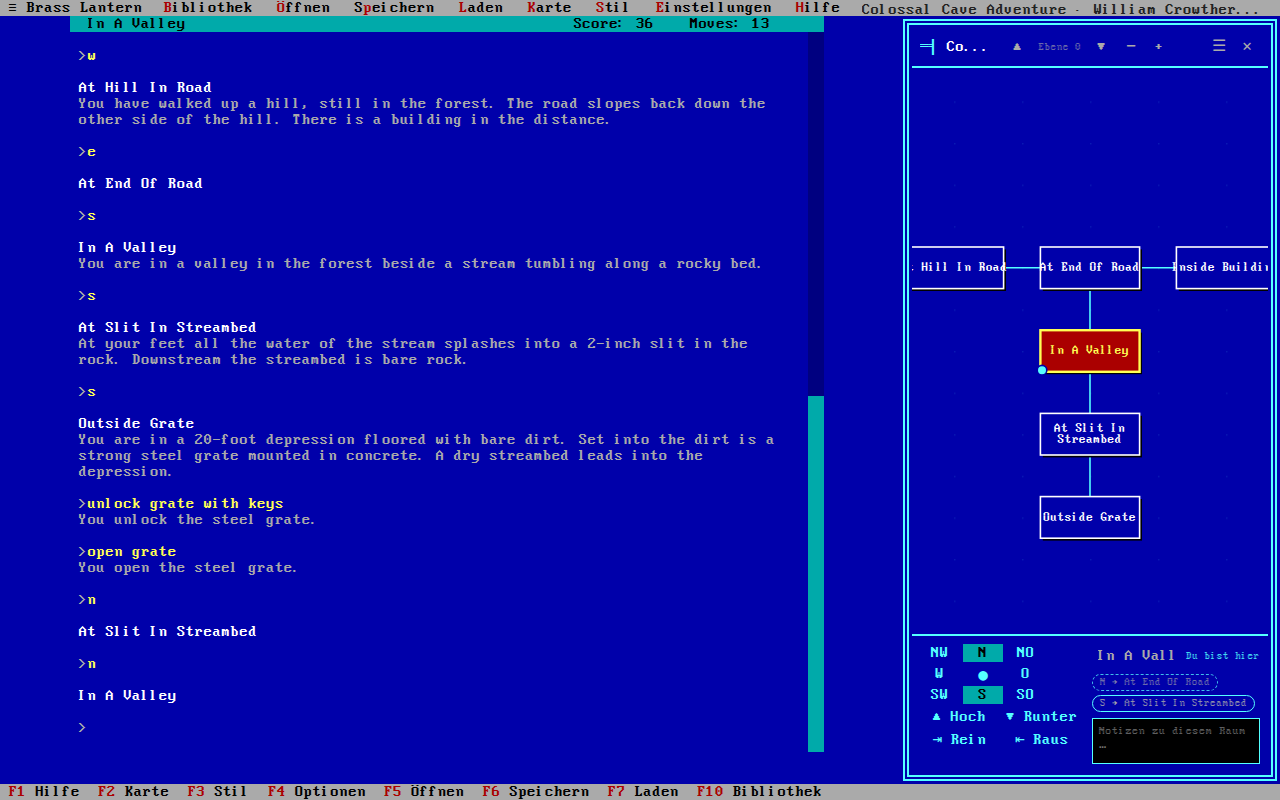 ≡ Brass Lantern Bibliothek Öffnen Speichern Laden Karte Stil Einstellungen Hilfe Colossal Cave Adventure · William Crowther...
In A Valley Score: 36 Moves: 13
>w
At Hill In Road
You have walked up a hill, still in the forest. The road slopes back down the
other side of the hill. There is a building in the distance.
>e
At End Of Road
>s
In A Valley
You are in a valley in the forest beside a stream tumbling along a rocky bed.
>s
At Slit In Streambed
At your feet all the water of the stream splashes into a 2-inch slit in the
rock. Downstream the streambed is bare rock.
>s
Outside Grate
You are in a 20-foot depression floored with bare dirt. Set into the dirt is a
strong steel grate mounted in concrete. A dry streambed leads into the
depression.
>unlock grate with keys
You unlock the steel grate.
>open grate
You open the steel grate.
>n
At Slit In Streambed
>n
In A Valley
>
Co... ▲ Ebene 0 ▼ − + ☰ ✕
Hill In Road At End Of Road Inside Buildin
In A Valley
At Slit In
Streambed
Outside Grate
NW N NO
W ● O
SW S SO
▲ Hoch ▼ Runter
⇥ Rein ⇤ Raus
In A Vall Du bist hier
N → At End Of Road
S → At Slit In Streambed
Notizen zu diesem Raum
…
F1 Hilfe F2 Karte F3 Stil F4 Optionen F5 Öffnen F6 Speichern F7 Laden F10 Bibliothek